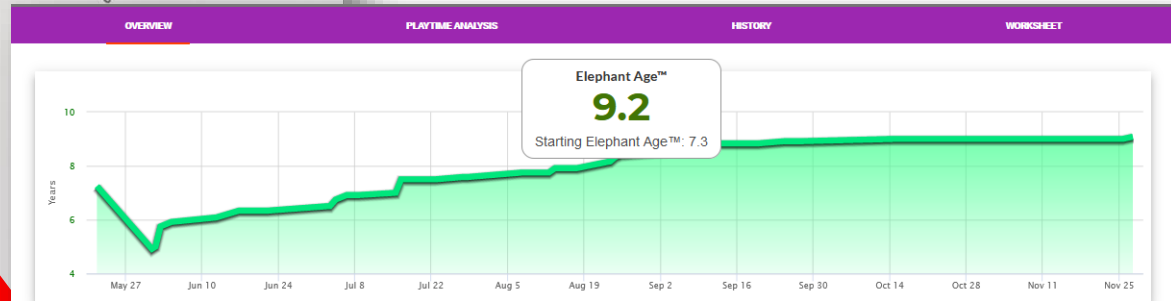 OVERVIEW PLAYTIME ANALYSIS HISTORY WORKSHEET
Elephant Age™
9.2
Starting Elephant Age™: 7.3
10
8
6
4
Years
May 27 Jun 10 Jun 24 Jul 8 Jul 22 Aug 5 Aug 19 Sep 2 Sep 16 Sep 30 Oct 14 Oct 28 Nov 11 Nov 25